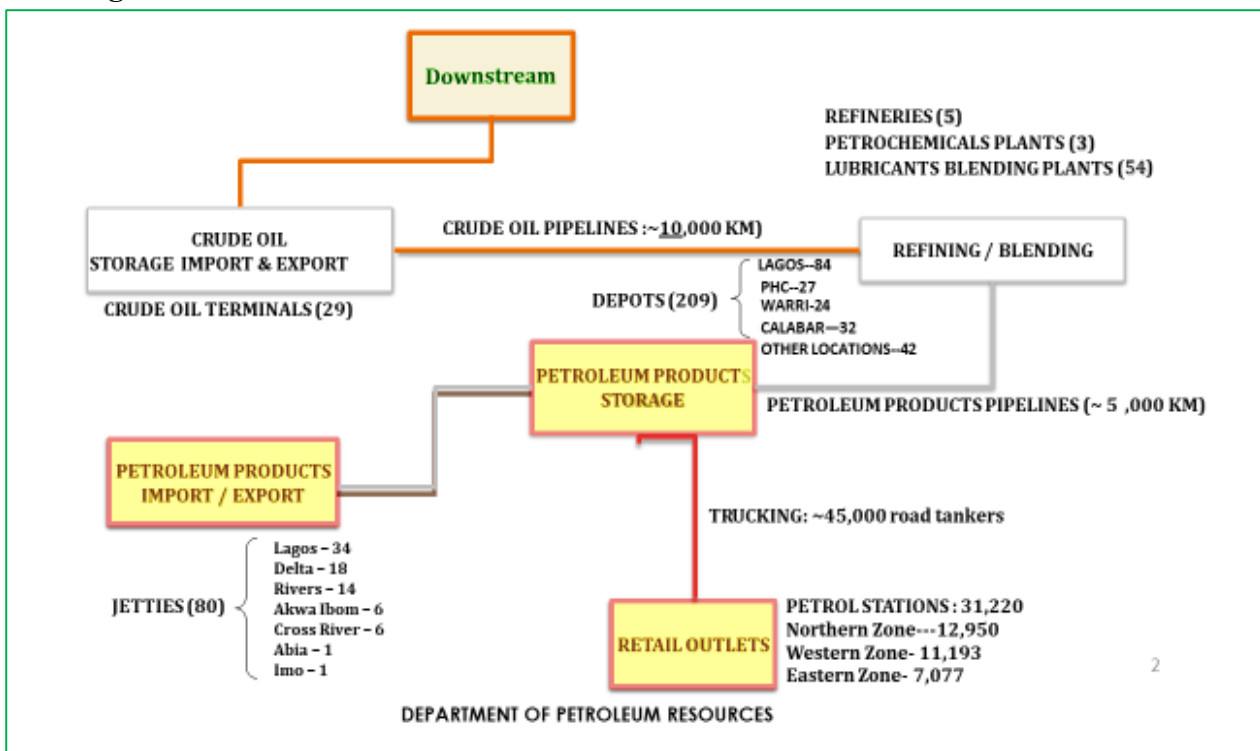 Downstream
REFINERIES (5)
PETROCHEMICALS PLANTS (3)
LUBRICANTS BLENDING PLANTS (54)
CRUDE OIL
STORAGE IMPORT & EXPORT
CRUDE OIL PIPELINES :~10,000 KM)
REFINING / BLENDING
CRUDE OIL TERMINALS (29)
DEPOTS (209)
LAGOS--84
PHC--27
WARRI-24
CALABAR—32
OTHER LOCATIONS--42
PETROLEUM PRODUCTS
STORAGE
PETROLEUM PRODUCTS PIPELINES (~ 5 ,000 KM)
PETROLEUM PRODUCTS
IMPORT / EXPORT
TRUCKING: ~45,000 road tankers
JETTIES (80)
Lagos – 34
Delta – 18
Rivers – 14
Akwa Ibom – 6
Cross River – 6
Abia – 1
Imo – 1
RETAIL OUTLETS
PETROL STATIONS : 31,220
Northern Zone---12,950
Western Zone- 11,193
Eastern Zone- 7,077
2
DEPARTMENT OF PETROLEUM RESOURCES